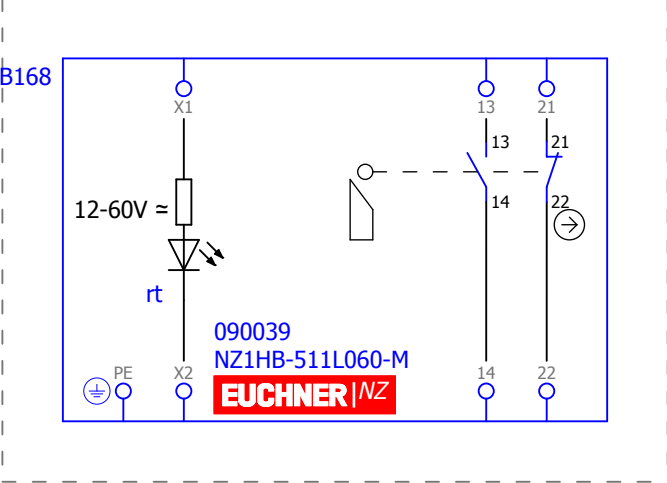 B168
X1
13
21
13
21
12-60V ≃
14
22
rt
090039
NZ1HB-511L060-M
PE
X2
EUCHNER|NZ
14
22